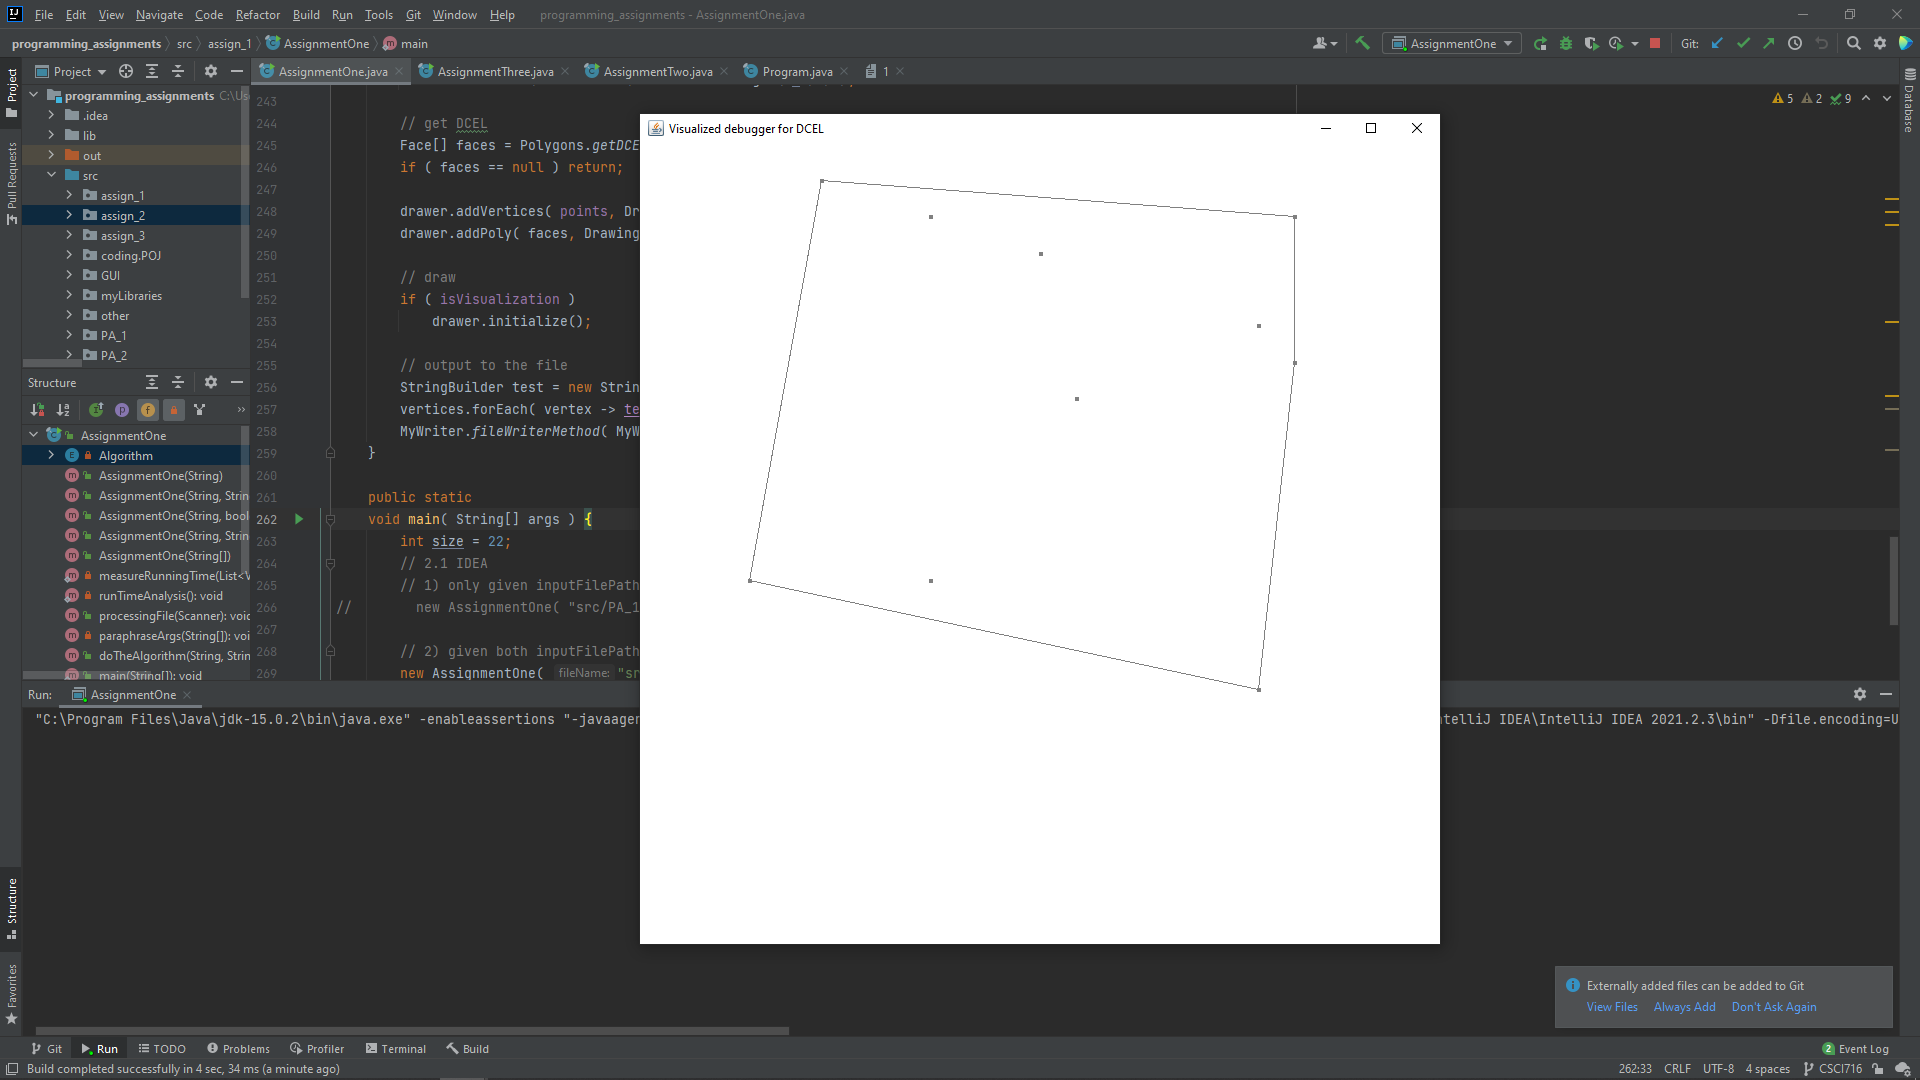 File Edit View Navigate Code Refactor Build Run Tools Git Window Help programming_assignments - AssignmentOne.java
programming_assignments src assign_1 AssignmentOne main
AssignmentOne Git:
Project
AssignmentOne.java AssignmentThree.java AssignmentTwo.java Program.java 1
programming_assignments
.idea
lib
out
src
assign_1
assign_2
assign_3
coding.POJ
GUI
myLibraries
other
PA_1
PA_2
Structure
AssignmentOne
Algorithm
AssignmentOne(String)
AssignmentOne(String, Strin
AssignmentOne(String, bool
AssignmentOne(String, Strin
AssignmentOne(String[])
measureRunningTime(List<V
runTimeAnalysis(): void
processingFile(Scanner): voi
paraphraseArgs(String[]): voi
doTheAlgorithm(String, Strin
main(String[]): void
243
244 // get DCEL
245 Face[] faces = Polygons.getDCE
246 if ( faces == null ) return;
247
248 drawer.addVertices( points, Dr
249 drawer.addPoly( faces, Drawing
250
251 // draw
252 if ( isVisualization )
253 drawer.initialize();
254
255 // output to the file
256 StringBuilder test = new Strin
257 vertices.forEach( vertex -> te
258 MyWriter.fileWriterMethod( MyW
259 }
260
261 public static
262 void main( String[] args ) {
263 int size = 22;
264 // 2.1 IDEA
265 // 1) only given inputFilePath
266 // new AssignmentOne( "src/PA_1
267
268 // 2) given both inputFilePath
269 new AssignmentOne( fileName: "sr
5 2 9
Visualized debugger for DCEL
Project
Pull Requests
Structure
Favorites
Database
Run: AssignmentOne
"C:\Program Files\Java\jdk-15.0.2\bin\java.exe" -enableassertions "-javaagen
ntelliJ IDEA\IntelliJ IDEA 2021.2.3\bin" -Dfile.encoding=U
Externally added files can be added to Git
View Files Always Add Don't Ask Again
Git Run TODO Problems Profiler Terminal Build 2 Event Log
Build completed successfully in 4 sec, 34 ms (a minute ago) 262:33 CRLF UTF-8 4 spaces CSCI716